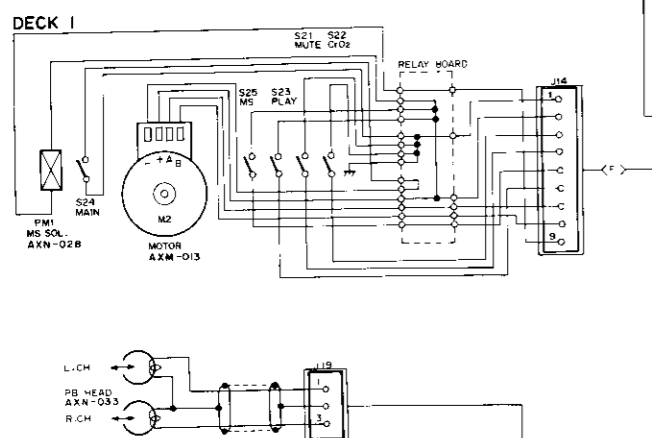 DECK 1
S21 S22
MUTE CrO2
RELAY BOARD
J14
S25 S23
MS PLAY
1
- + A B
F
S24
MAIN
M2
PM1
MS SOL.
AXN-028
MOTOR
AXM-013
9
J19
L.CH
1
PB HEAD
AXN-033
R.CH
3